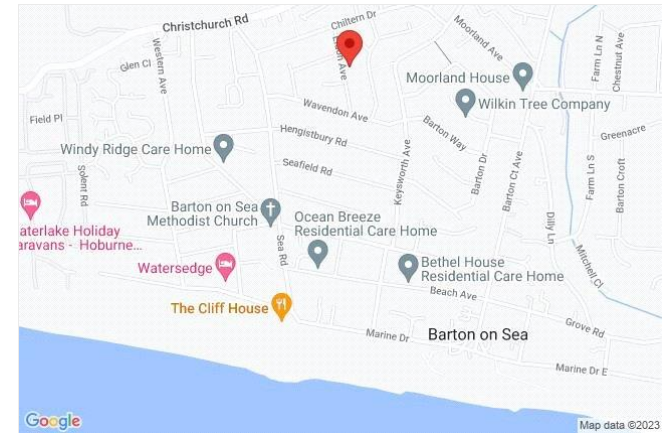 Christchurch Rd
Chiltern Dr
Moorland Ave
Western Ave
Glen Cl
Farm Ln N
Chestnut Ave
Moorland House
Wilkin Tree Company
Wavendon Ave
Field Pl
Hengistbury Rd
Barton Way
Greenacre
Windy Ridge Care Home
Seafield Rd
Keysworth Ave
Solent Rd
Barton Dr
Barton Ct Ave
Farm Ln S
Barton Croft
Barton on Sea
Methodist Church
Ocean Breeze
Residential Care Home
Dilly Ln
aterlake Holiday
aravans - Hoburne...
Sea Rd
Mitchell Cl
Watersedge
Bethel House
Residential Care Home
Beach Ave
The Cliff House
Grove Rd
Marine Dr
Barton on Sea
Marine Dr E
Google
Map data ©2023